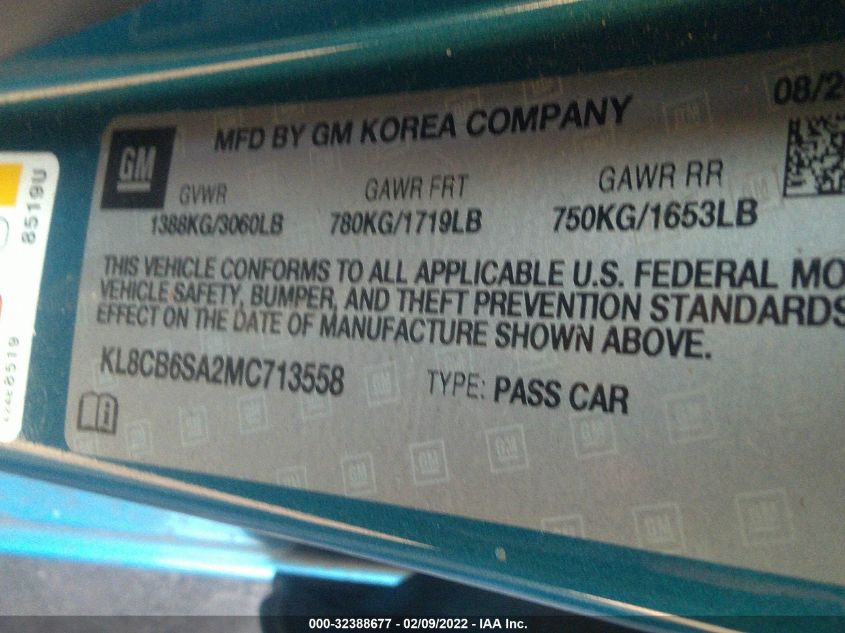 08/20
MFD BY GM KOREA COMPANY
GM
GVWR GAWR FRT GAWR RR
1388KG/3060LB 780KG/1719LB 750KG/1653LB
THIS VEHICLE CONFORMS TO ALL APPLICABLE U.S. FEDERAL MO
VEHICLE SAFETY, BUMPER, AND THEFT PREVENTION STANDARDS
EFFECT ON THE DATE OF MANUFACTURE SHOWN ABOVE.
KL8CB6SA2MC713558 TYPE: PASS CAR
8519U
000-32388677 - 02/09/2022 - IAA Inc.